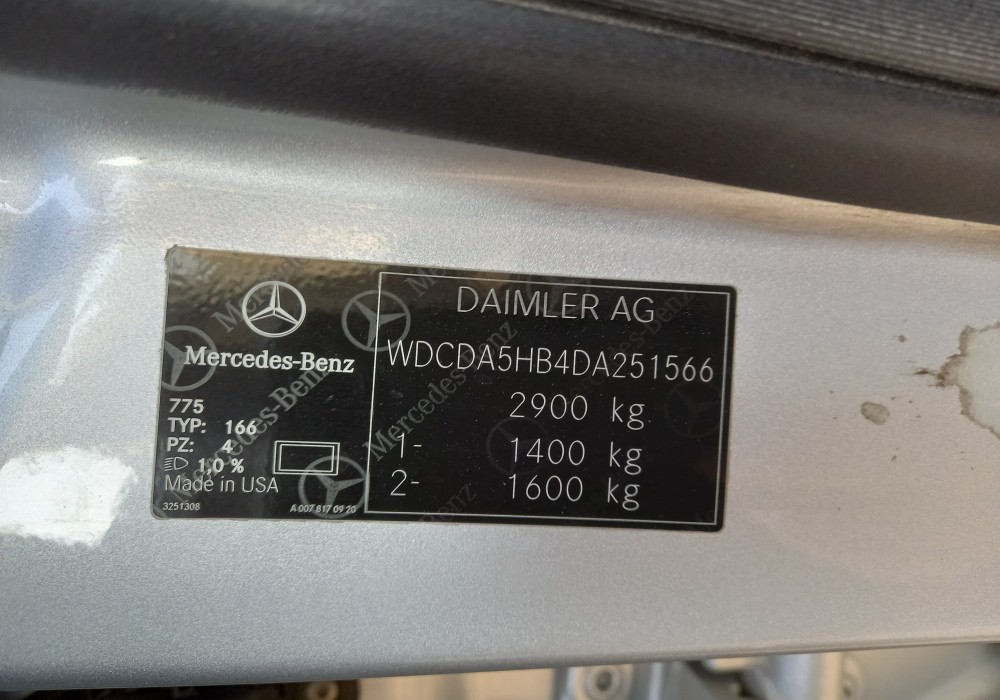 Mercedes-Benz
775
TYP: 166
PZ: 4
1,0 %
Made in USA
3251308
A 007 817 09 20
DAIMLER AG
WDCDA5HB4DA251566
2900 kg
1- 1400 kg
2- 1600 kg